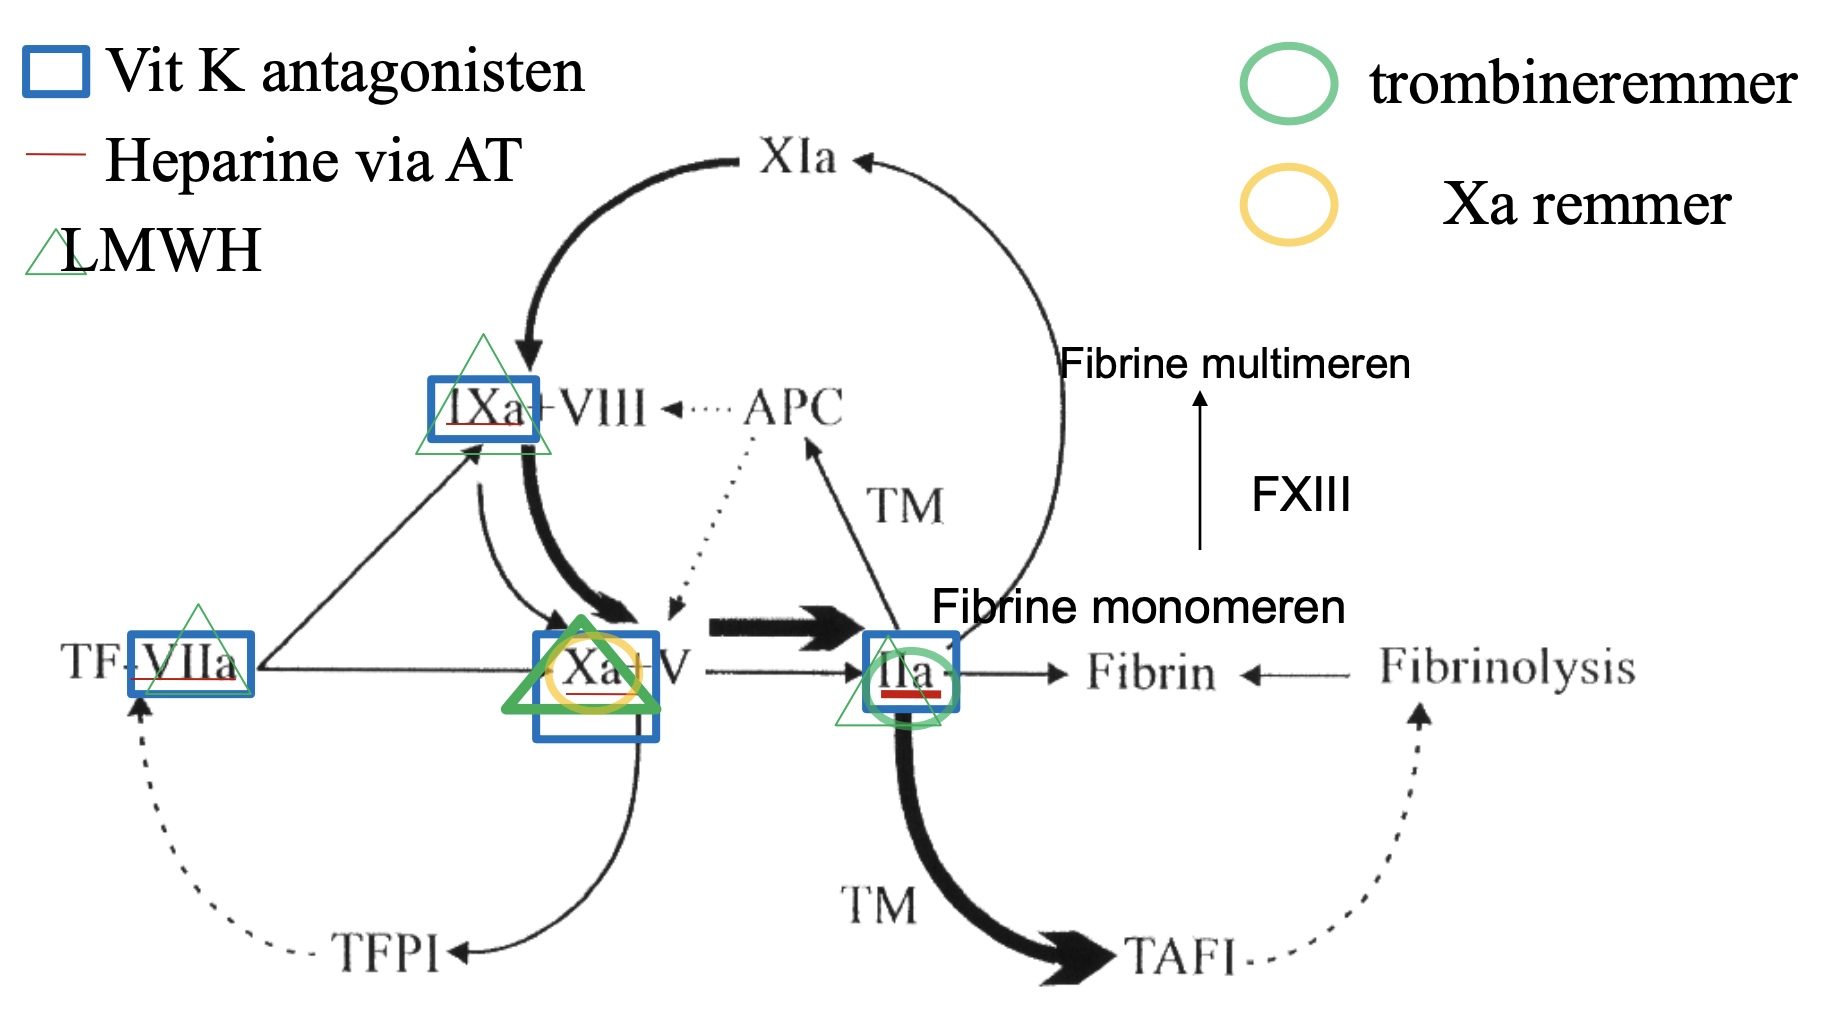 Vit K antagonisten
Heparine via AT
LMWH
trombineremmer
Xa remmer
XIa
IXa+VIII
APC
Fibrine multimeren
TM
FXIII
Fibrine monomeren
TF-VIIa
Xa+V
IIa
Fibrin
Fibrinolysis
TM
TFPI
TAFI